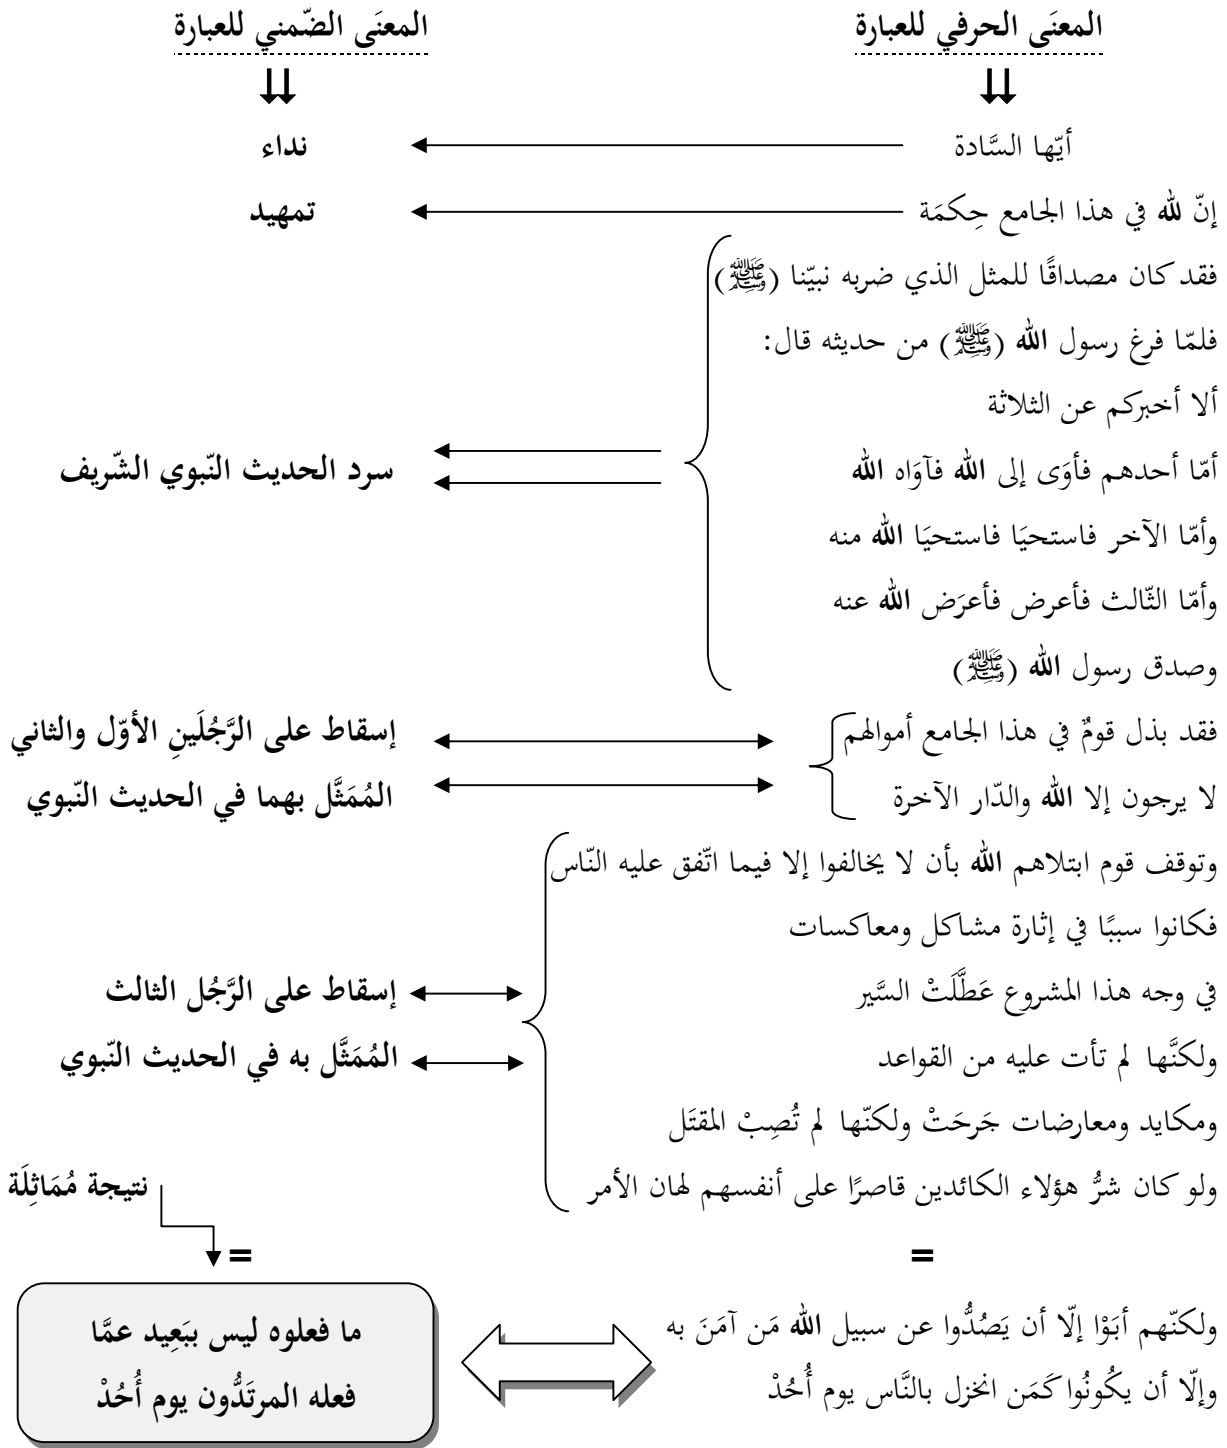 المعنَى الحرفي للعبارة
المعنَى الضّمني للعبارة
أيّها السَّادة
نداء
إنّ لله في هذا الجامع حِكمَة
تمهيد
فقد كان مصداقًا للمثل الذي ضربه نبيّنا (ﷺ)
فلمّا فرغ رسول الله (ﷺ) من حديثه قال:
ألا أخبركم عن الثلاثة
أمّا أحدهم فأوَى إلى الله فآوَاه الله
وأمّا الآخر فاستحيَا فاستحيَا الله منه
وأمّا الثّالث فأعرض فأعرَض الله عنه
وصدق رسول الله (ﷺ)
سرد الحديث النّبوي الشّريف
فقد بذل قومٌ في هذا الجامع أموالهم
لا يرجون إلا الله والدّار الآخرة
إسقاط على الرَّجُلَينِ الأوّل والثاني
المُمَثَّل بهما في الحديث النّبوي
وتوقف قوم ابتلاهم الله بأن لا يخالفوا إلا فيما اتّفق عليه النّاس
فكانوا سببًا في إثارة مشاكل ومعاكسات
في وجه هذا المشروع عَطَّلَتْ السَّير
ولكنَّها لم تأت عليه من القواعد
ومكايد ومعارضات جَرحَتْ ولكنّها لم تُصِبْ المقتَل
ولو كان شرُّ هؤلاء الكائدين قاصرًا على أنفسهم لهان الأمر
إسقاط على الرَّجُل الثالث
المُمَثَّل به في الحديث النّبوي
نتيجة مُمَاثِلَة
=
=
ولكنّهم أبَوْا إلّا أن يَصُدُّوا عن سبيل الله مَن آمَنَ به
وإلّا أن يكُونُوا كَمَن انخزل بالنَّاس يوم أُحُدْ
ما فعلوه ليس ببَعِيد عمَّا
فعله المرتَدُّون يوم أُحُدْ